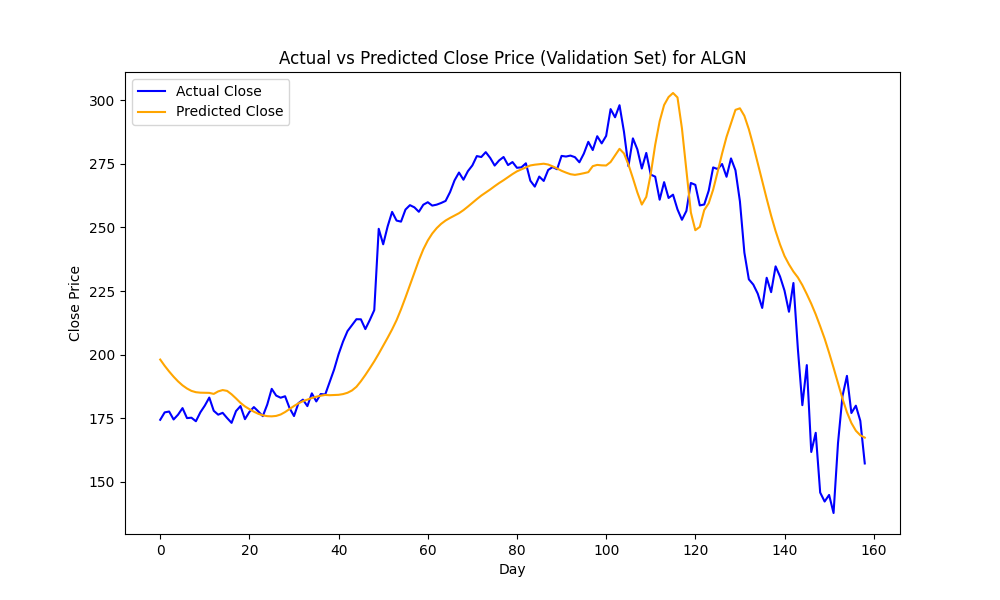 Actual vs Predicted Close Price (Validation Set) for ALGN
Actual Close
Predicted Close
300
275
250
225
200
175
150
Close Price
0 20 40 60 80 100 120 140 160
Day